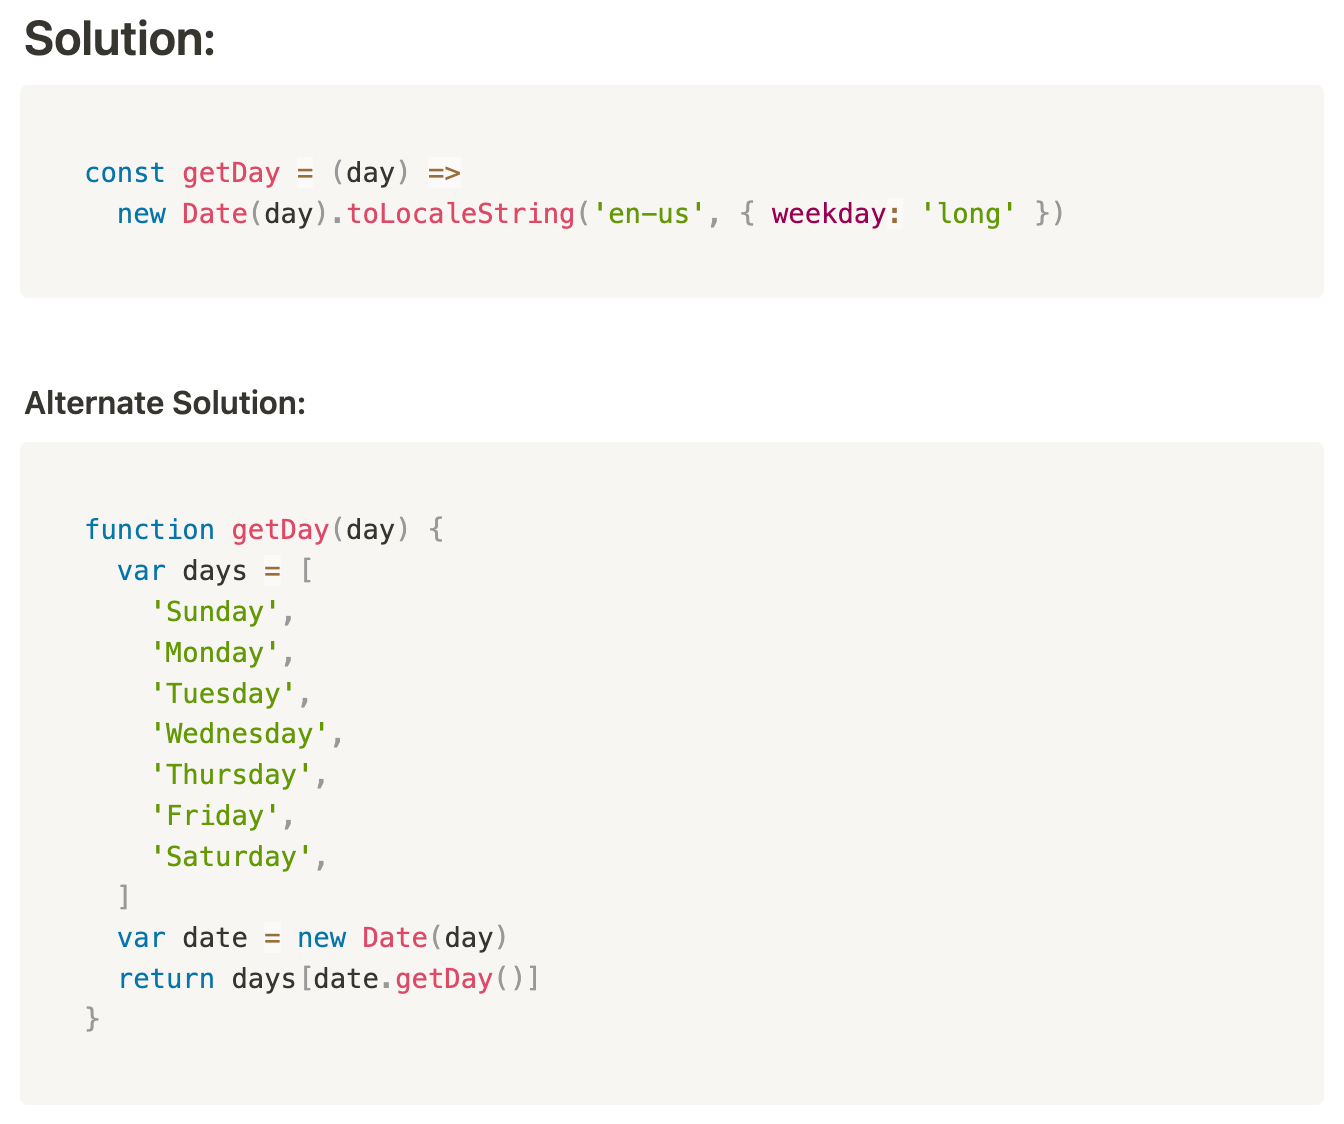 Solution:
const getDay = (day) =>
  new Date(day).toLocaleString('en-us', { weekday: 'long' })
Alternate Solution:
function getDay(day) {
  var days = [
    'Sunday',
    'Monday',
    'Tuesday',
    'Wednesday',
    'Thursday',
    'Friday',
    'Saturday',
  ]
  var date = new Date(day)
  return days[date.getDay()]
}